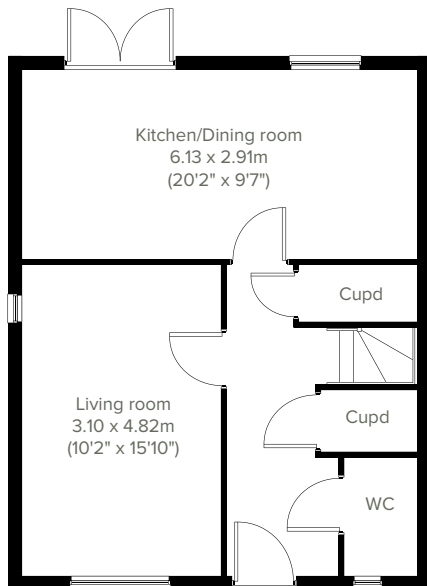 Kitchen/Dining room
6.13 x 2.91m
(20'2" x 9'7")
Cupd
Living room
3.10 x 4.82m
(10'2" x 15'10")
Cupd
WC